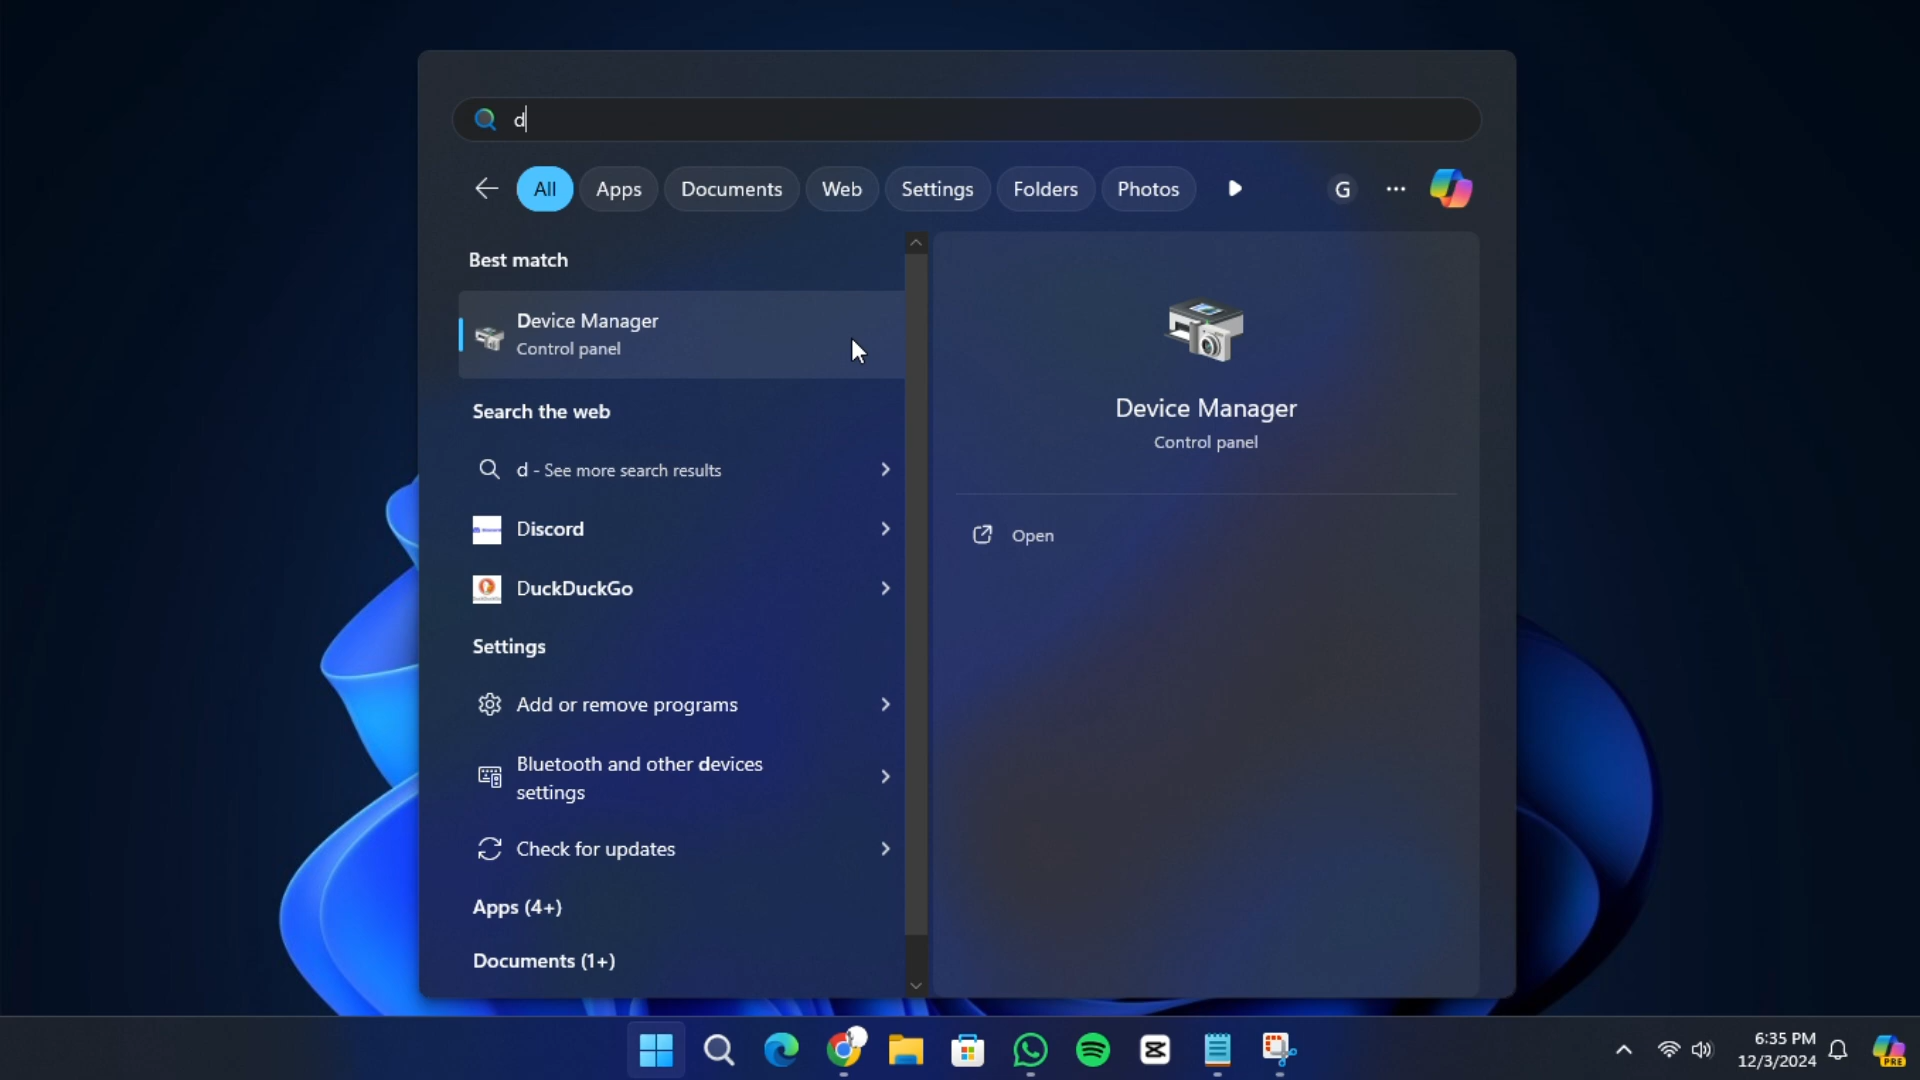 d
All Apps Documents Web Settings Folders Photos G
Best match
Device Manager
Control panel
Search the web
d - See more search results
Discord
DuckDuckGo
Settings
Add or remove programs
Bluetooth and other devices
settings
Check for updates
Apps (4+)
Documents (1+)
Device Manager
Control panel
Open
6:35 PM
12/3/2024
PRE